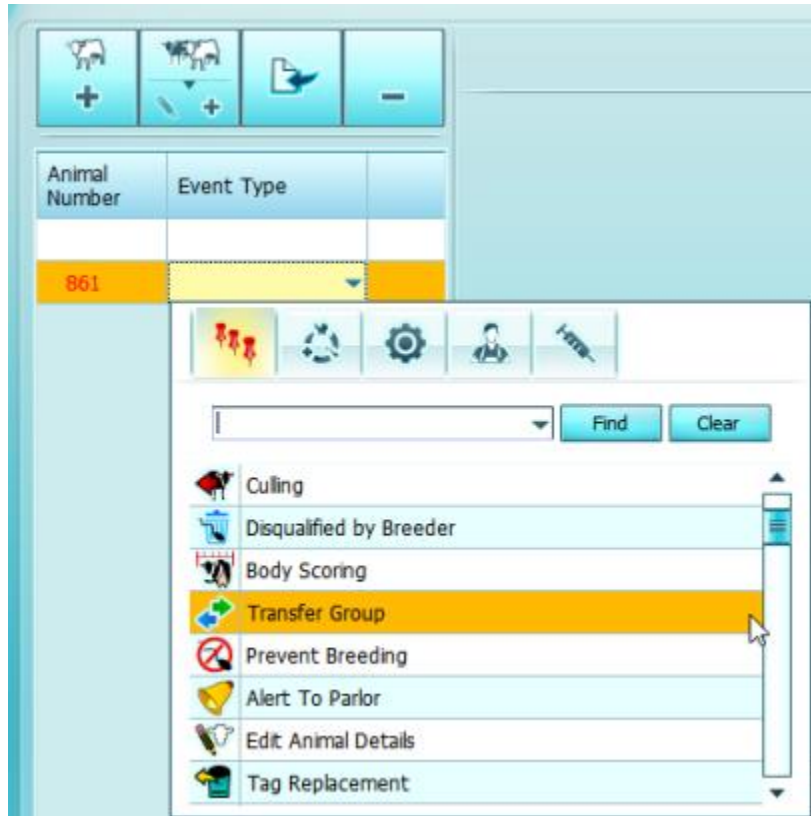 Animal
Number
Event Type
861
Find
Clear
Culling
Disqualified by Breeder
Body Scoring
Transfer Group
Prevent Breeding
Alert To Parlor
Edit Animal Details
Tag Replacement